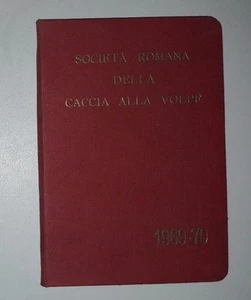 SOCIETÀ ROMANA
DELLA
CACCIA ALLA VOLPE
1969-70